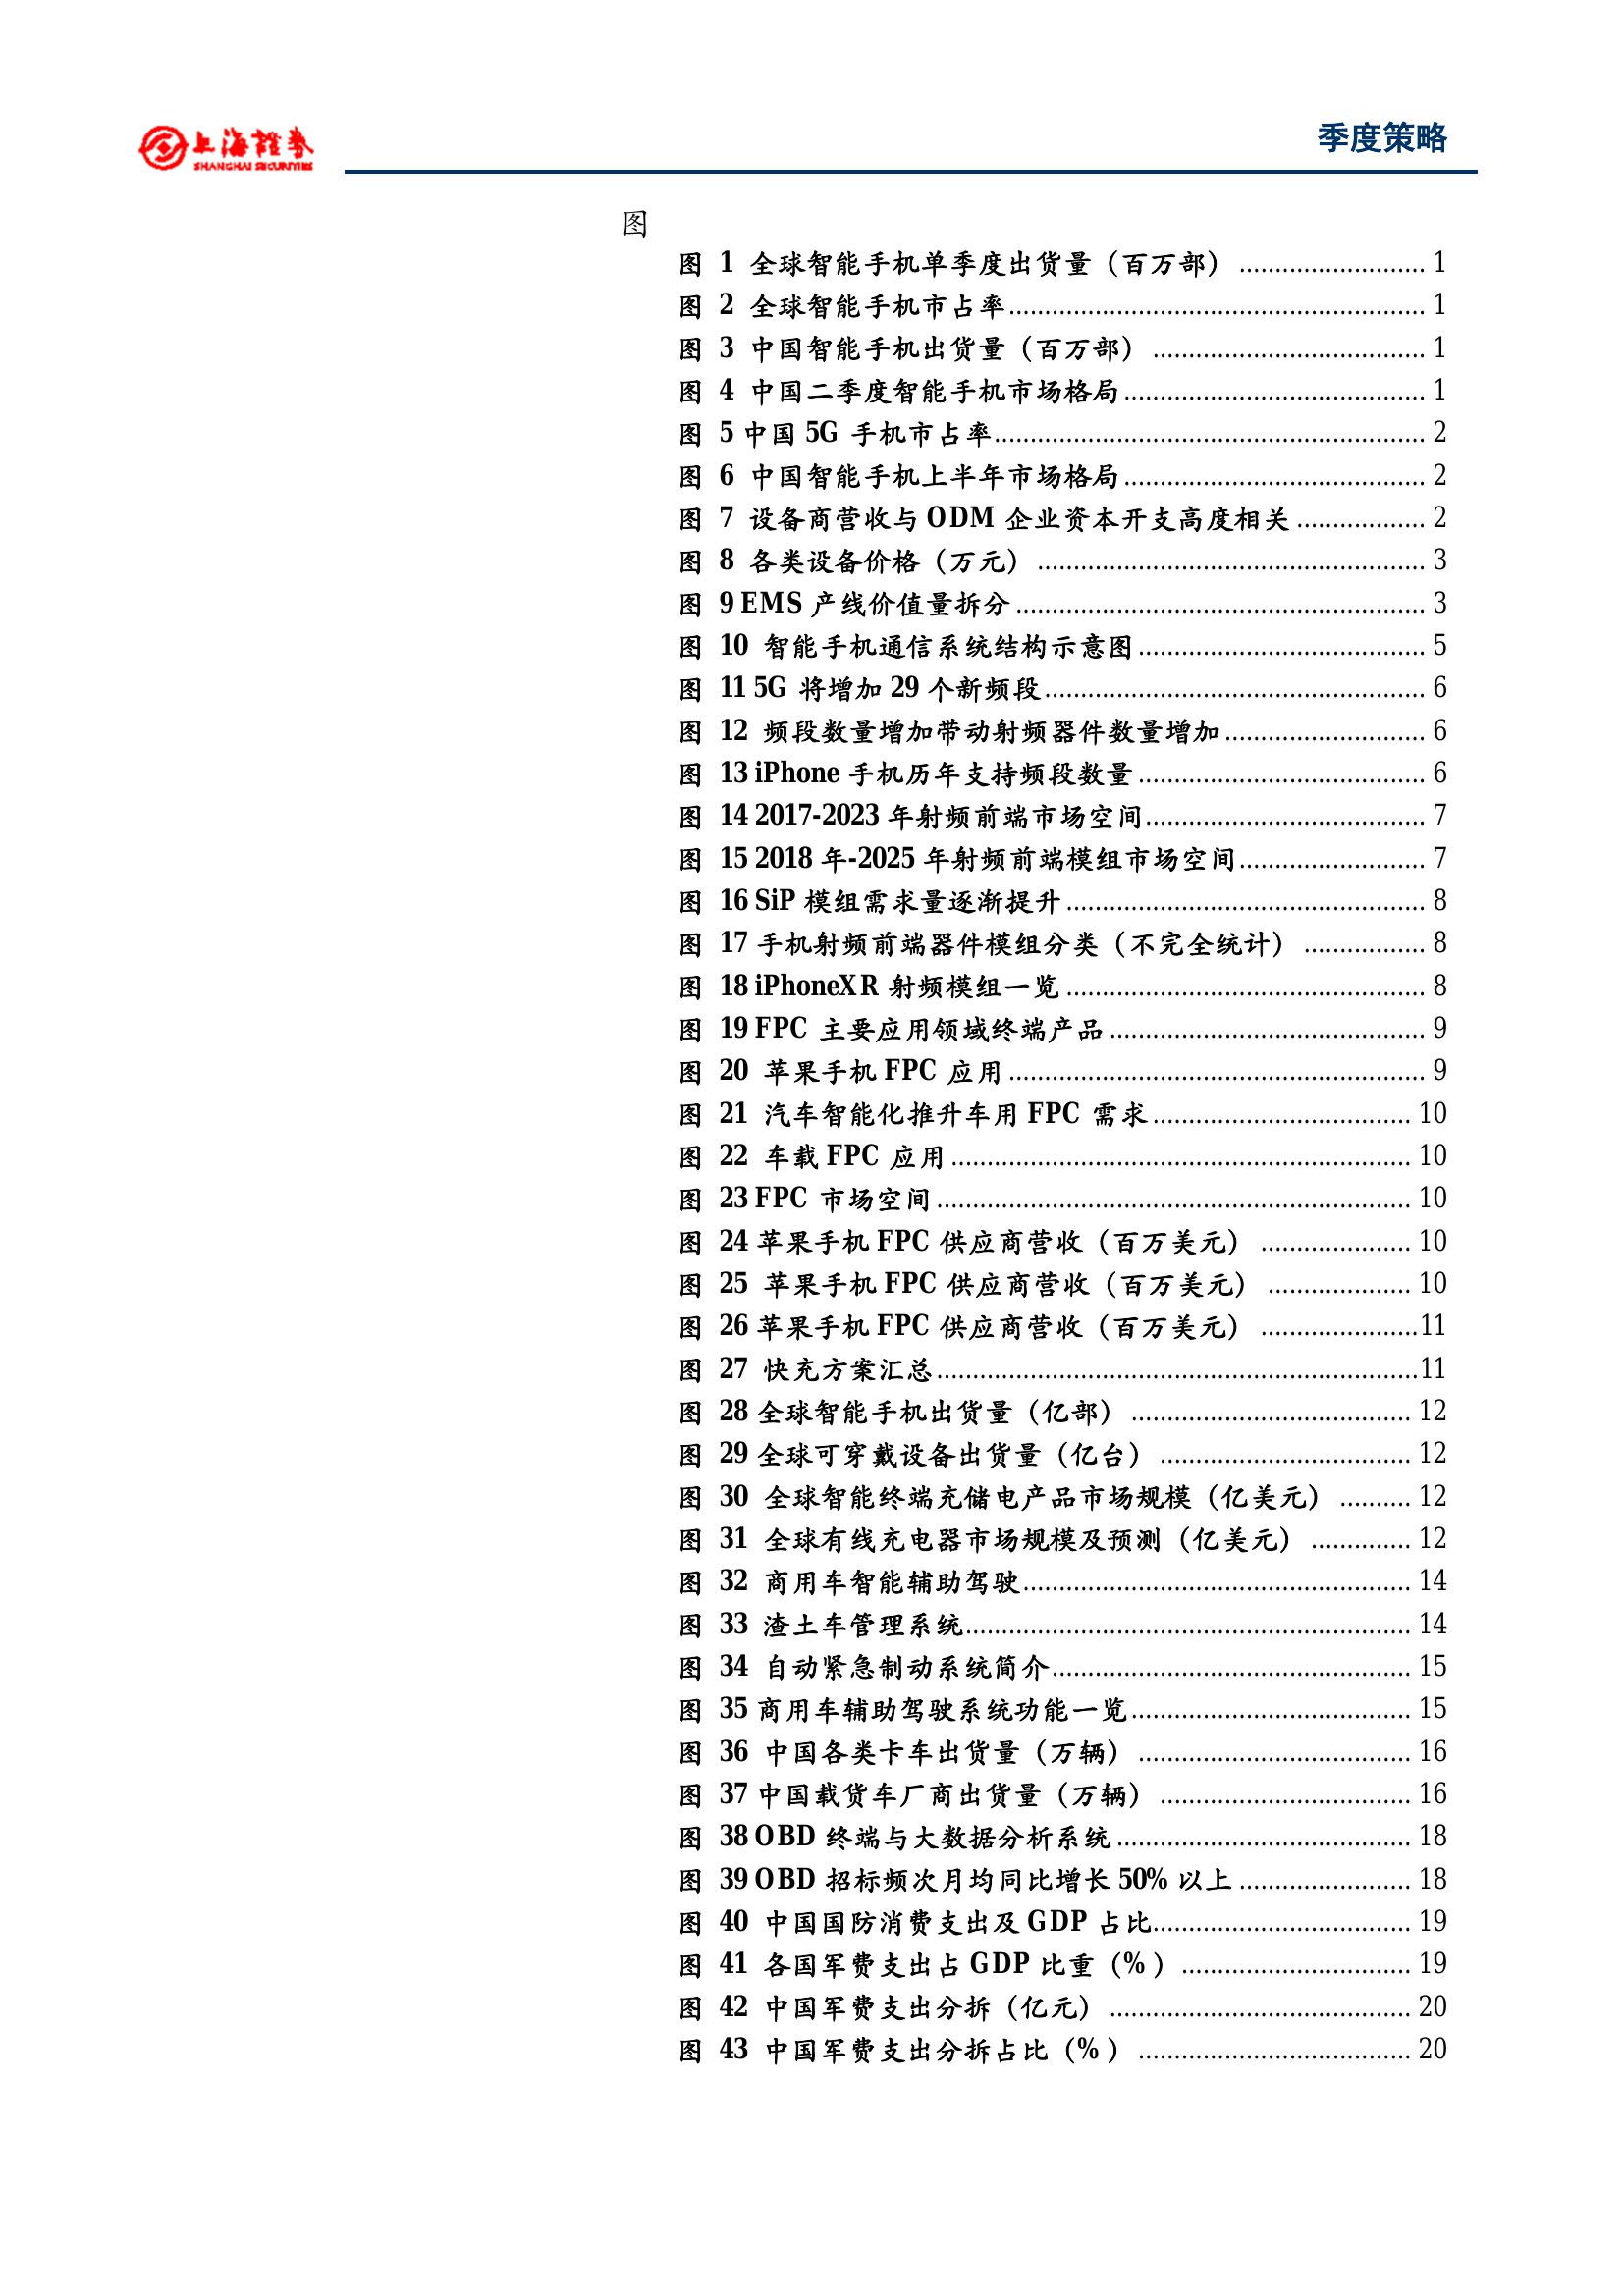 上海證券
SHANGHAI SECURITIES
季度策略
图
图 1 全球智能手机单季度出货量（百万部） .......................... 1
图 2 全球智能手机市占率.......................................................... 1
图 3 中国智能手机出货量（百万部） ...................................... 1
图 4 中国二季度智能手机市场格局.......................................... 1
图 5 中国 5G 手机市占率............................................................ 2
图 6 中国智能手机上半年市场格局.......................................... 2
图 7 设备商营收与 ODM 企业资本开支高度相关.................. 2
图 8 各类设备价格（万元） ...................................................... 3
图 9 EMS 产线价值量拆分......................................................... 3
图 10 智能手机通信系统结构示意图........................................ 5
图 11 5G 将增加 29 个新频段..................................................... 6
图 12 频段数量增加带动射频器件数量增加............................ 6
图 13 iPhone 手机历年支持频段数量........................................ 6
图 14 2017-2023 年射频前端市场空间....................................... 7
图 15 2018 年-2025 年射频前端模组市场空间.......................... 7
图 16 SiP 模组需求量逐渐提升.................................................. 8
图 17 手机射频前端器件模组分类（不完全统计） ................. 8
图 18 iPhoneXR 射频模组一览.................................................. 8
图 19 FPC 主要应用领域终端产品............................................ 9
图 20 苹果手机 FPC 应用.......................................................... 9
图 21 汽车智能化推升车用 FPC 需求.................................... 10
图 22 车载 FPC 应用................................................................ 10
图 23 FPC 市场空间.................................................................. 10
图 24 苹果手机 FPC 供应商营收（百万美元） ..................... 10
图 25 苹果手机 FPC 供应商营收（百万美元） .................... 10
图 26 苹果手机 FPC 供应商营收（百万美元） ......................11
图 27 快充方案汇总...................................................................11
图 28 全球智能手机出货量（亿部） ....................................... 12
图 29 全球可穿戴设备出货量（亿台） ................................... 12
图 30 全球智能终端充储电产品市场规模（亿美元） .......... 12
图 31 全球有线充电器市场规模及预测（亿美元） .............. 12
图 32 商用车智能辅助驾驶...................................................... 14
图 33 渣土车管理系统.............................................................. 14
图 34 自动紧急制动系统简介.................................................. 15
图 35 商用车辅助驾驶系统功能一览....................................... 15
图 36 中国各类卡车出货量（万辆） ...................................... 16
图 37 中国载货车厂商出货量（万辆） ................................... 16
图 38 OBD 终端与大数据分析系统......................................... 18
图 39 OBD 招标频次月均同比增长 50%以上........................ 18
图 40 中国国防消费支出及 GDP 占比.................................... 19
图 41 各国军费支出占 GDP 比重（%） ................................ 19
图 42 中国军费支出分拆（亿元） .......................................... 20
图 43 中国军费支出分拆占比（%） ...................................... 20